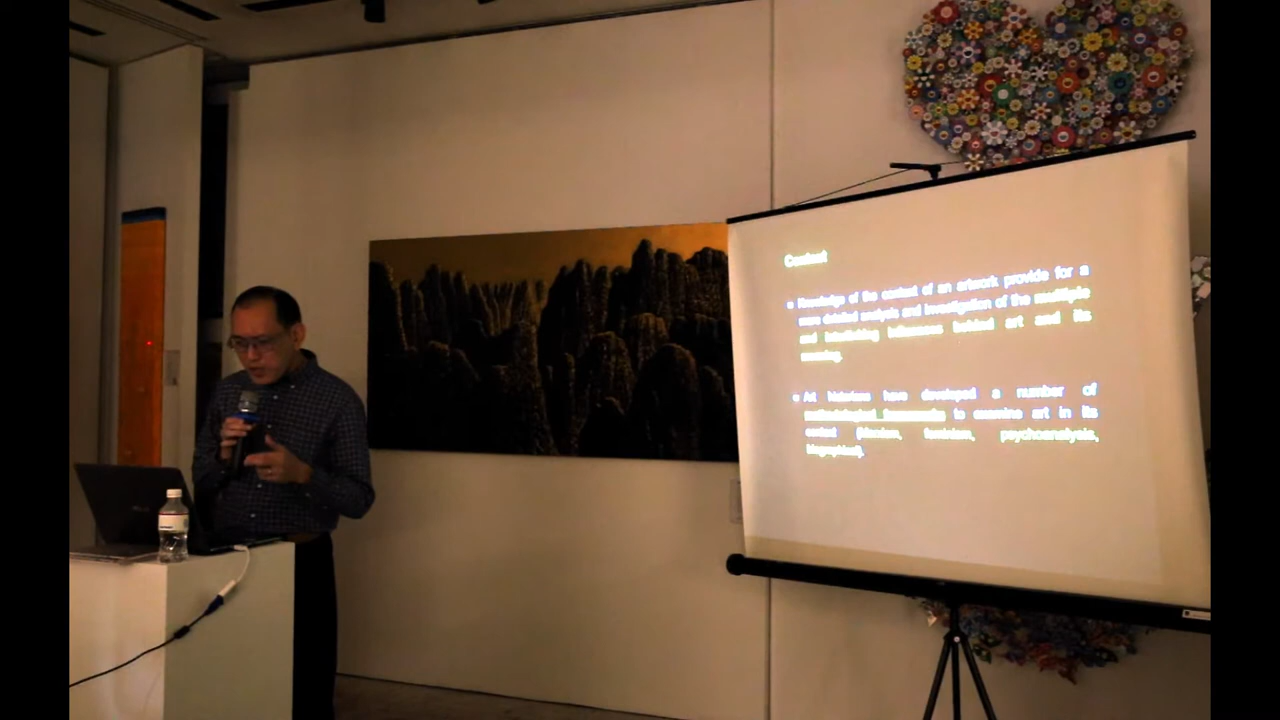 Context
Knowledge of the context of an artwork provide for a
more detailed analysis and investigation of the multiple
and interlinking influences behind art and its
meaning.
Art historians have developed a number of
methodological frameworks to examine art in its
context (Marxism, feminism, psychoanalysis,
biographical).